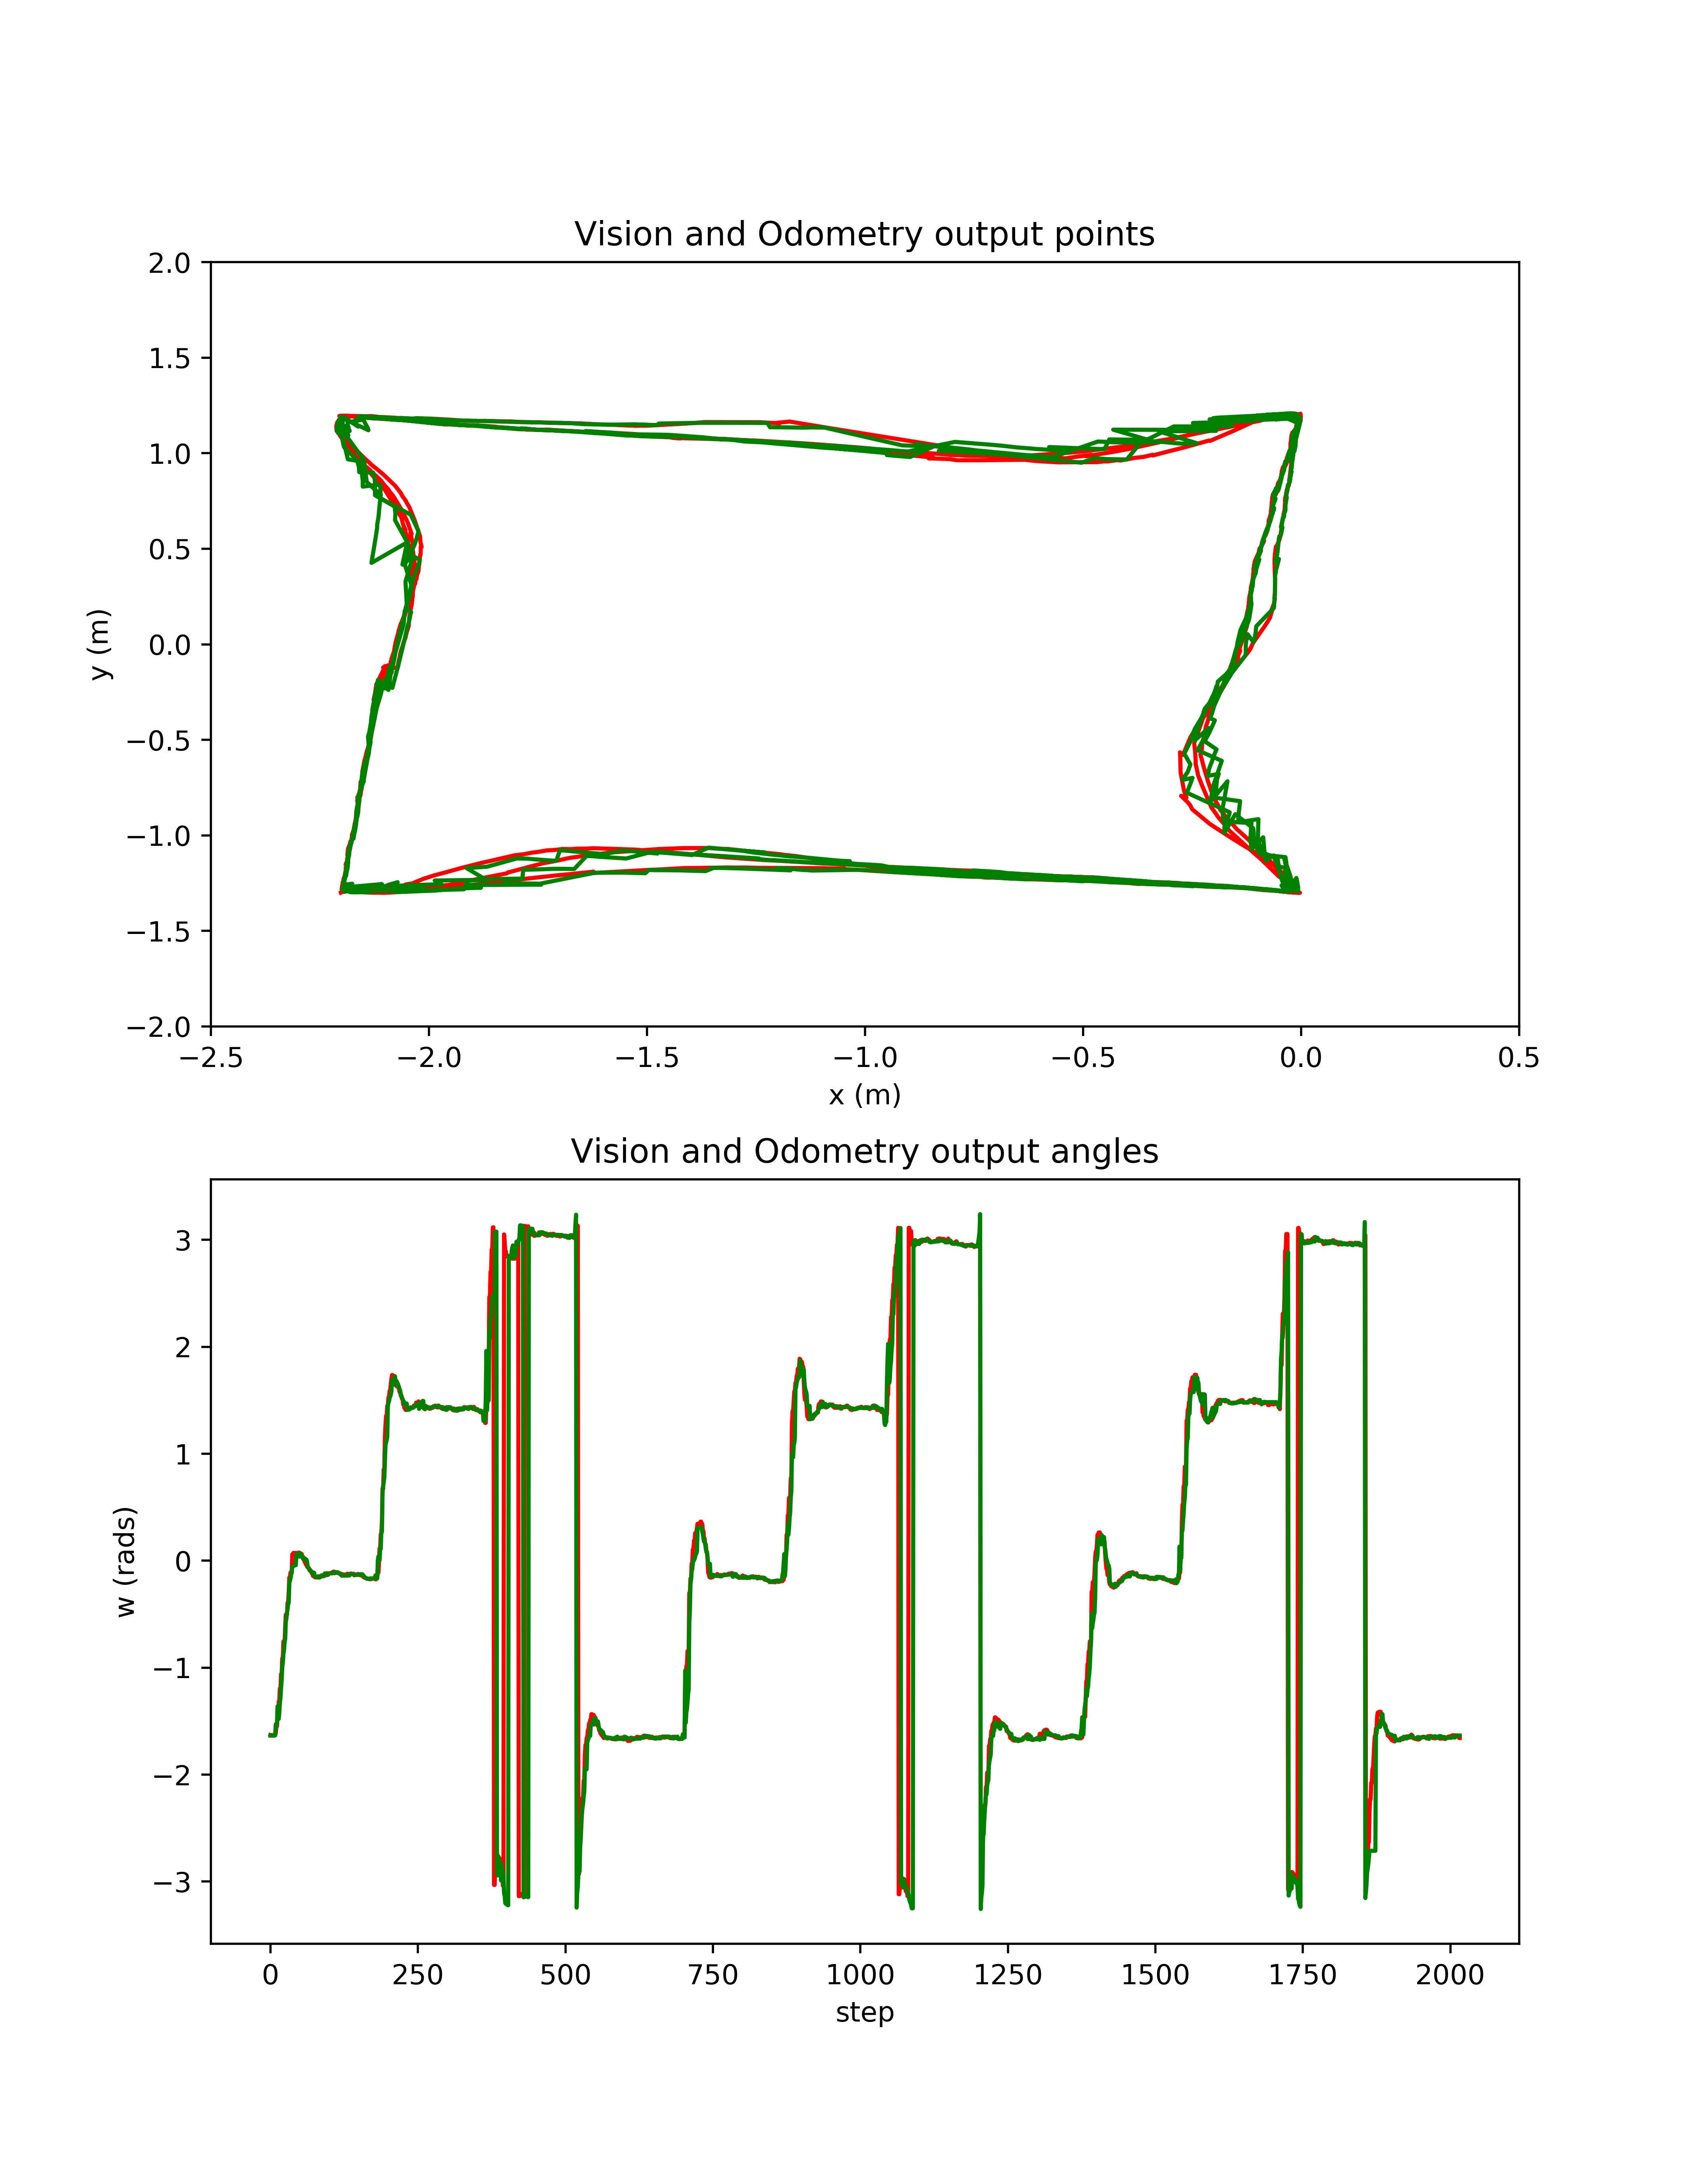 Vision and Odometry output points
2.0
1.5
1.0
0.5
0.0
−0.5
−1.0
−1.5
−2.0
y (m)
−2.5 −2.0 −1.5 −1.0 −0.5 0.0 0.5
x (m)
Vision and Odometry output angles
3
2
1
0
−1
−2
−3
w (rads)
0 250 500 750 1000 1250 1500 1750 2000
step